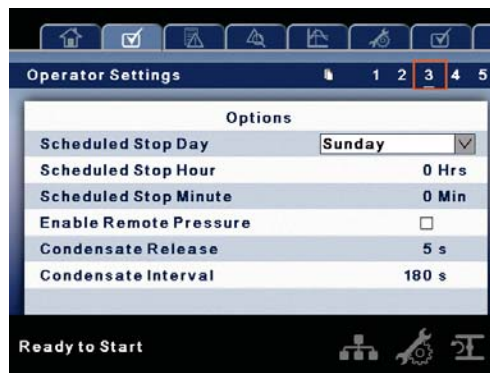 Operator Settings 1 2 3 4 5
Options
Scheduled Stop Day Sunday
Scheduled Stop Hour 0 Hrs
Scheduled Stop Minute 0 Min
Enable Remote Pressure
Condensate Release 5 s
Condensate Interval 180 s
Ready to Start